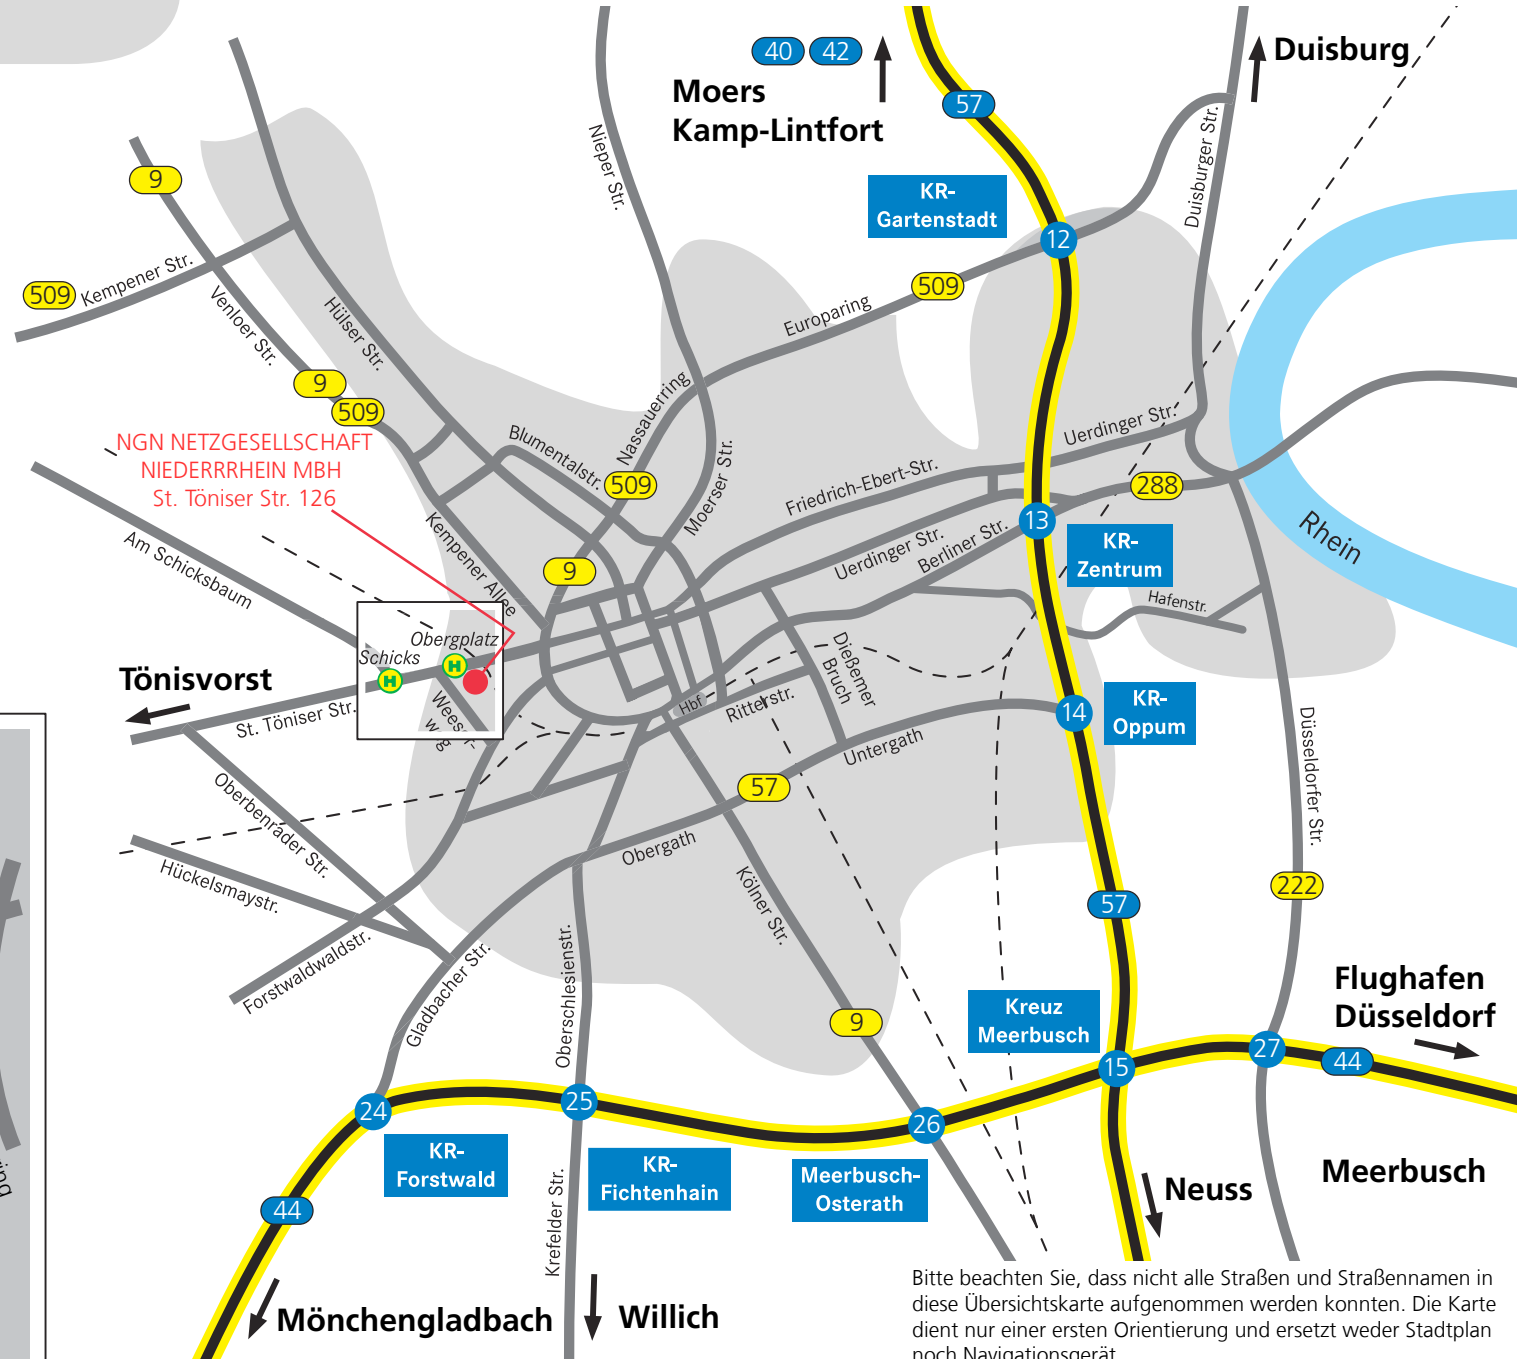 40 42
Moers
Kamp-Lintfort
Duisburg
57
Nieper Str.
Duisburger Str.
9
KR-
Gartenstadt
12
509
Kempener Str.
Venloer Str.
Hülser Str.
509
Europaring
9
509
Nassauerring
NGN NETZGESELLSCHAFT
NIEDERRRHEIN MBH
St. Töniser Str. 126
Blumentalstr.
509
Moerser Str.
Friedrich-Ebert-Str.
Uerdinger Str.
288
Rhein
13
KR-
Zentrum
Kempener Allee
Am Schicksbaum
9
Uerdinger Str.
Berliner Str.
Hafenstr.
Obergplatz
H
Schicks
H
Tönisvorst
St. Töniser Str.
Hbf
Ritterstr.
Dießemer
Bruch
14
KR-
Oppum
Untergath
57
Düsseldorfer Str.
Oberbenrader Str.
Hückelsmaystr.
Obergath
Kölner Str.
57
222
Forstwaldwaldstr.
Gladbacher Str.
Oberschlesienstr.
9
Kreuz
Meerbusch
Flughafen
Düsseldorf
15
27
44
24
25
26
KR-
Forstwald
KR-
Fichtenhain
Meerbusch-
Osterath
44
Krefelder Str.
Neuss
Meerbusch
Mönchengladbach
Willich
Bitte beachten Sie, dass nicht alle Straßen und Straßennamen in
diese Übersichtskarte aufgenommen werden konnten. Die Karte
dient nur einer ersten Orientierung und ersetzt weder Stadtplan
noch Navigationsgerät